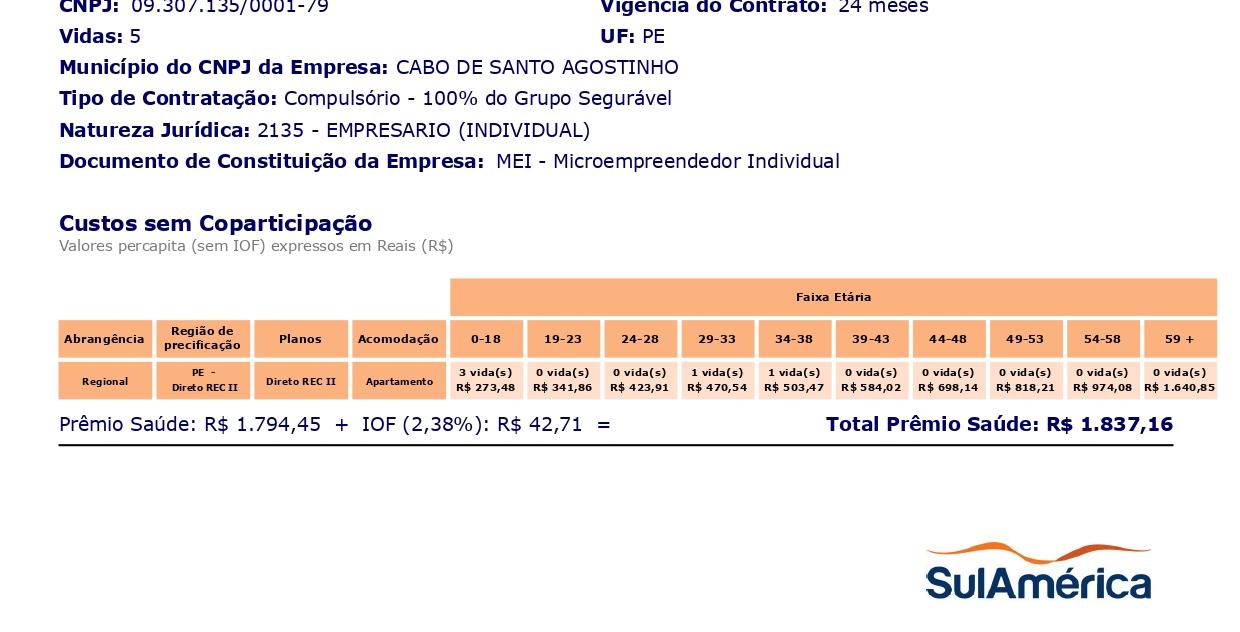 CNPJ: 09.307.135/0001-79 Vigência do Contrato: 24 meses
Vidas: 5 UF: PE
Município do CNPJ da Empresa: CABO DE SANTO AGOSTINHO
Tipo de Contratação: Compulsório - 100% do Grupo Segurável
Natureza Jurídica: 2135 - EMPRESARIO (INDIVIDUAL)
Documento de Constituição da Empresa: MEI - Microempreendedor Individual
Custos sem Coparticipação
Valores percapita (sem IOF) expressos em Reais (R$)
Faixa Etária
Abrangência Região de precificação Planos Acomodação 0-18 19-23 24-28 29-33 34-38 39-43 44-48 49-53 54-58 59 +
Regional PE - Direto REC II Direto REC II Apartamento 3 vida(s) R$ 273,48 0 vida(s) R$ 341,86 0 vida(s) R$ 423,91 1 vida(s) R$ 470,54 1 vida(s) R$ 503,47 0 vida(s) R$ 584,02 0 vida(s) R$ 698,14 0 vida(s) R$ 818,21 0 vida(s) R$ 974,08 0 vida(s) R$ 1.640,85
Prêmio Saúde: R$ 1.794,45 + IOF (2,38%): R$ 42,71 = Total Prêmio Saúde: R$ 1.837,16
SulAmérica